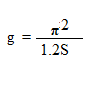 g = π² / 1.2S